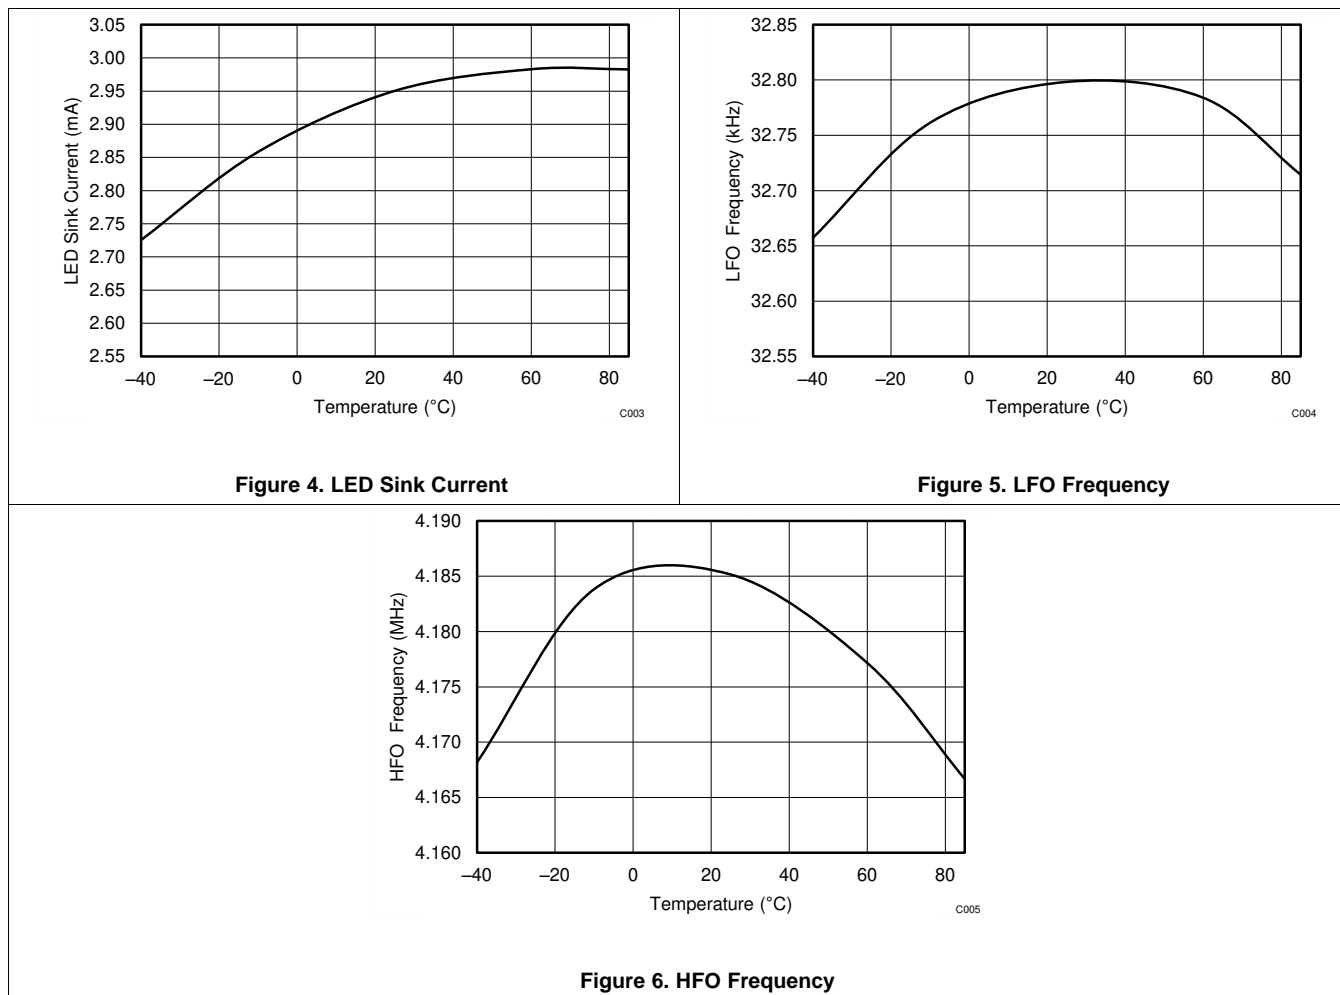 3.05
3.00
2.95
2.90
2.85
2.80
2.75
2.70
2.65
2.60
2.55
LED Sink Current (mA)
–40 –20 0 20 40 60 80
Temperature (°C)
C003
Figure 4. LED Sink Current
32.85
32.80
32.75
32.70
32.65
32.60
32.55
LFO Frequency (kHz)
–40 –20 0 20 40 60 80
Temperature (°C)
C004
Figure 5. LFO Frequency
4.190
4.185
4.180
4.175
4.170
4.165
4.160
HFO Frequency (MHz)
–40 –20 0 20 40 60 80
Temperature (°C)
C005
Figure 6. HFO Frequency